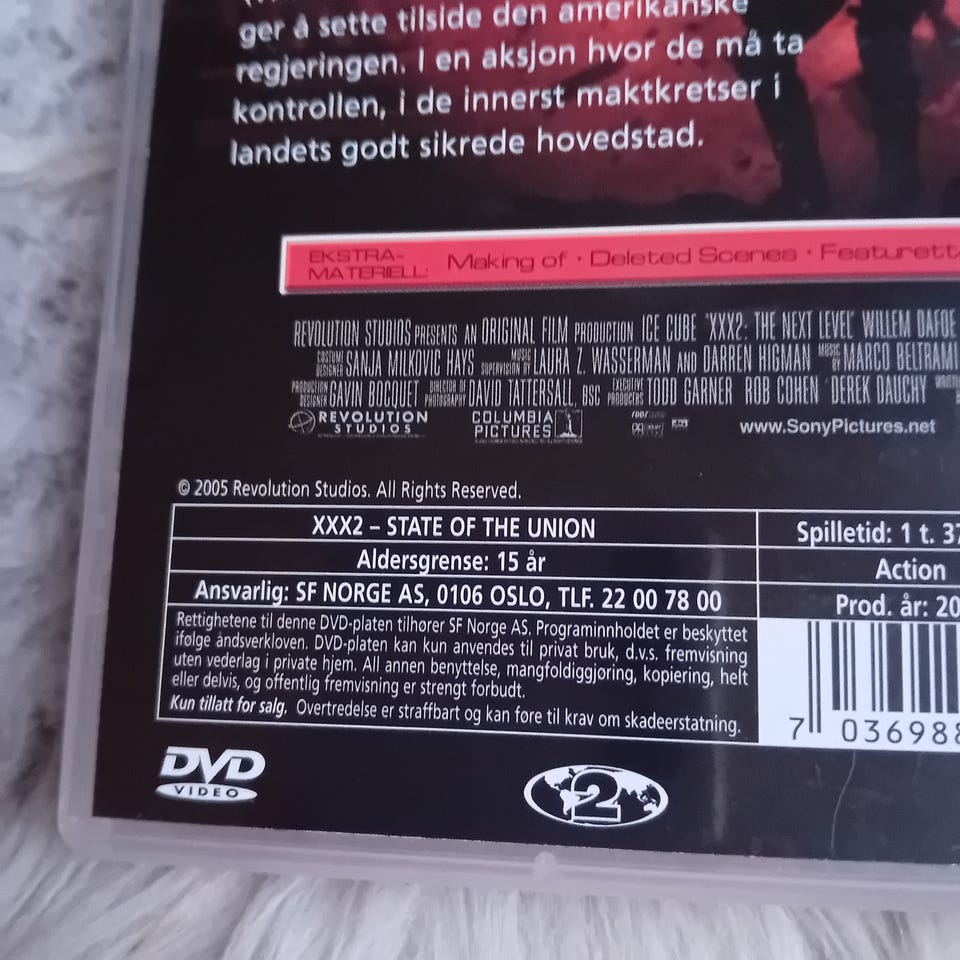 ger å sette tilside den amerikanske
regjeringen. I en aksjon hvor de må ta
kontrollen, i de innerst maktkretser i
landets godt sikrede hovedstad.
EKSTRA-
MATERIELL: Making of · Deleted Scenes · Featurett
REVOLUTION STUDIOS PRESENTS AN ORIGINAL FILM PRODUCTION ICE CUBE "XXX2: THE NEXT LEVEL" WILLEM DAFOE
COSTUME DESIGNER SANJA MILKOVIC HAYS MUSIC SUPERVISION BY LAURA Z. WASSERMAN AND DARREN HIGMAN MUSIC BY MARCO BELTRAMI
PRODUCTION DESIGNER GAVIN BOCQUET DIRECTOR OF PHOTOGRAPHY DAVID TATTERSALL, BSC EXECUTIVE PRODUCERS TODD GARNER ROB COHEN DEREK DAUCHY
REVOLUTION STUDIOS COLUMBIA PICTURES www.SonyPictures.net
© 2005 Revolution Studios. All Rights Reserved.
XXX2 – STATE OF THE UNION
Aldersgrense: 15 år
Ansvarlig: SF NORGE AS, 0106 OSLO, TLF. 22 00 78 00
Rettighetene til denne DVD-platen tilhører SF Norge AS. Programinnholdet er beskyttet
ifølge åndsverkloven. DVD-platen kan kun anvendes til privat bruk, d.v.s. fremvisning
uten vederlag i private hjem. All annen benyttelse, mangfoldiggjøring, kopiering, helt
eller delvis, og offentlig fremvisning er strengt forbudt.
Kun tillatt for salg. Overtredelse er straffbart og kan føre til krav om skadeerstatning.
Spilletid: 1 t. 37
Action
Prod. år: 20
7 036988
DVD
VIDEO
2